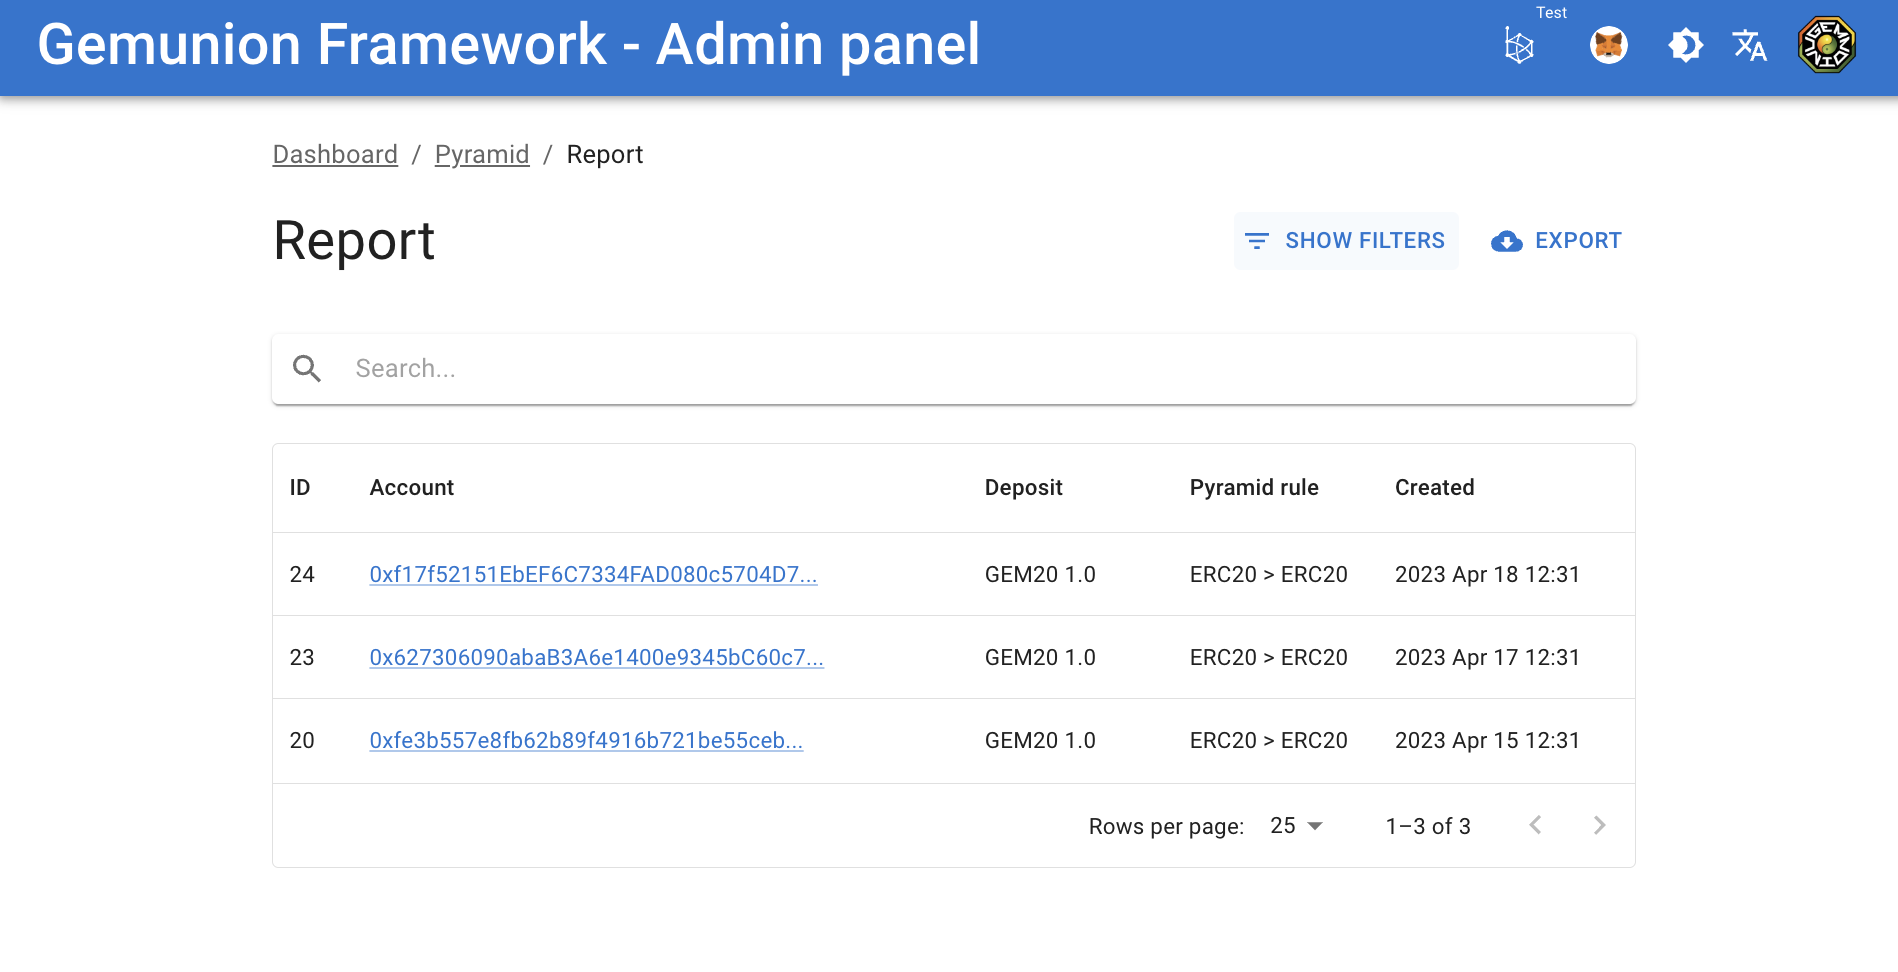 Gemunion Framework - Admin panel
Test
Dashboard / Pyramid / Report
Report
SHOW FILTERS
EXPORT
Search...
ID Account Deposit Pyramid rule Created
24 0xf17f52151EbEF6C7334FAD080c5704D7... GEM20 1.0 ERC20 > ERC20 2023 Apr 18 12:31
23 0x627306090abaB3A6e1400e9345bC60c7... GEM20 1.0 ERC20 > ERC20 2023 Apr 17 12:31
20 0xfe3b557e8fb62b89f4916b721be55ceb... GEM20 1.0 ERC20 > ERC20 2023 Apr 15 12:31
Rows per page: 25 1–3 of 3